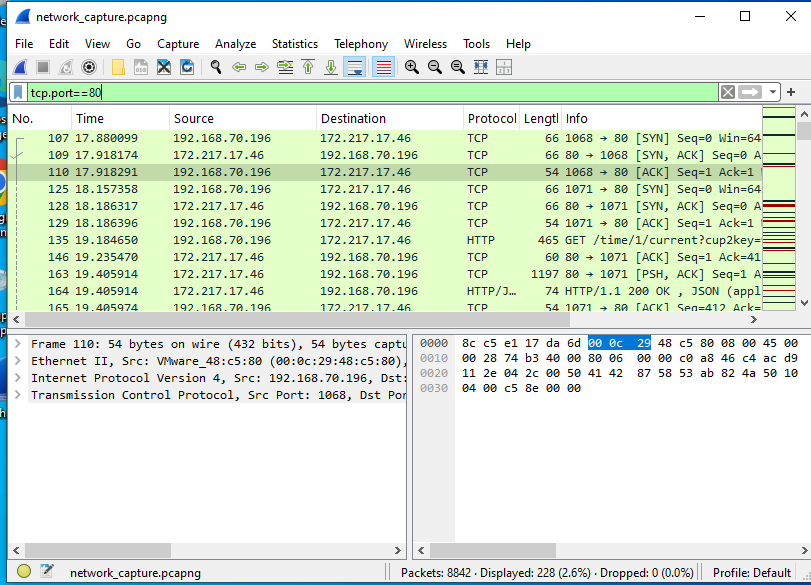 network_capture.pcapng
File Edit View Go Capture Analyze Statistics Telephony Wireless Tools Help
tcp.port==80
No. Time Source Destination Protocol Lengtl Info
107 17.880099 192.168.70.196 172.217.17.46 TCP 66 1068 → 80 [SYN] Seq=0 Win=64
109 17.918174 172.217.17.46 192.168.70.196 TCP 66 80 → 1068 [SYN, ACK] Seq=0 A
110 17.918291 192.168.70.196 172.217.17.46 TCP 54 1068 → 80 [ACK] Seq=1 Ack=1
125 18.157358 192.168.70.196 172.217.17.46 TCP 66 1071 → 80 [SYN] Seq=0 Win=64
128 18.186317 172.217.17.46 192.168.70.196 TCP 66 80 → 1071 [SYN, ACK] Seq=0 A
129 18.186396 192.168.70.196 172.217.17.46 TCP 54 1071 → 80 [ACK] Seq=1 Ack=1
135 19.184650 192.168.70.196 172.217.17.46 HTTP 465 GET /time/1/current?cup2key=
146 19.235470 172.217.17.46 192.168.70.196 TCP 60 80 → 1071 [ACK] Seq=1 Ack=41
163 19.405914 172.217.17.46 192.168.70.196 TCP 1197 80 → 1071 [PSH, ACK] Seq=1 A
164 19.405914 172.217.17.46 192.168.70.196 HTTP/J… 74 HTTP/1.1 200 OK , JSON (appl
165 19.405974 192.168.70.196 172.217.17.46 TCP 54 1071 → 80 [ACK] Seq=412 Ack=
Frame 110: 54 bytes on wire (432 bits), 54 bytes captu
Ethernet II, Src: VMware_48:c5:80 (00:0c:29:48:c5:80),
Internet Protocol Version 4, Src: 192.168.70.196, Dst:
Transmission Control Protocol, Src Port: 1068, Dst Por
0000 8c c5 e1 17 da 6d 00 0c 29 48 c5 80 08 00 45 00
0010 00 28 74 b3 40 00 80 06 00 00 c0 a8 46 c4 ac d9
0020 11 2e 04 2c 00 50 41 42 87 58 53 ab 82 4a 50 10
0030 04 00 c5 8e 00 00
network_capture.pcapng Packets: 8842 · Displayed: 228 (2.6%) · Dropped: 0 (0.0%) Profile: Default